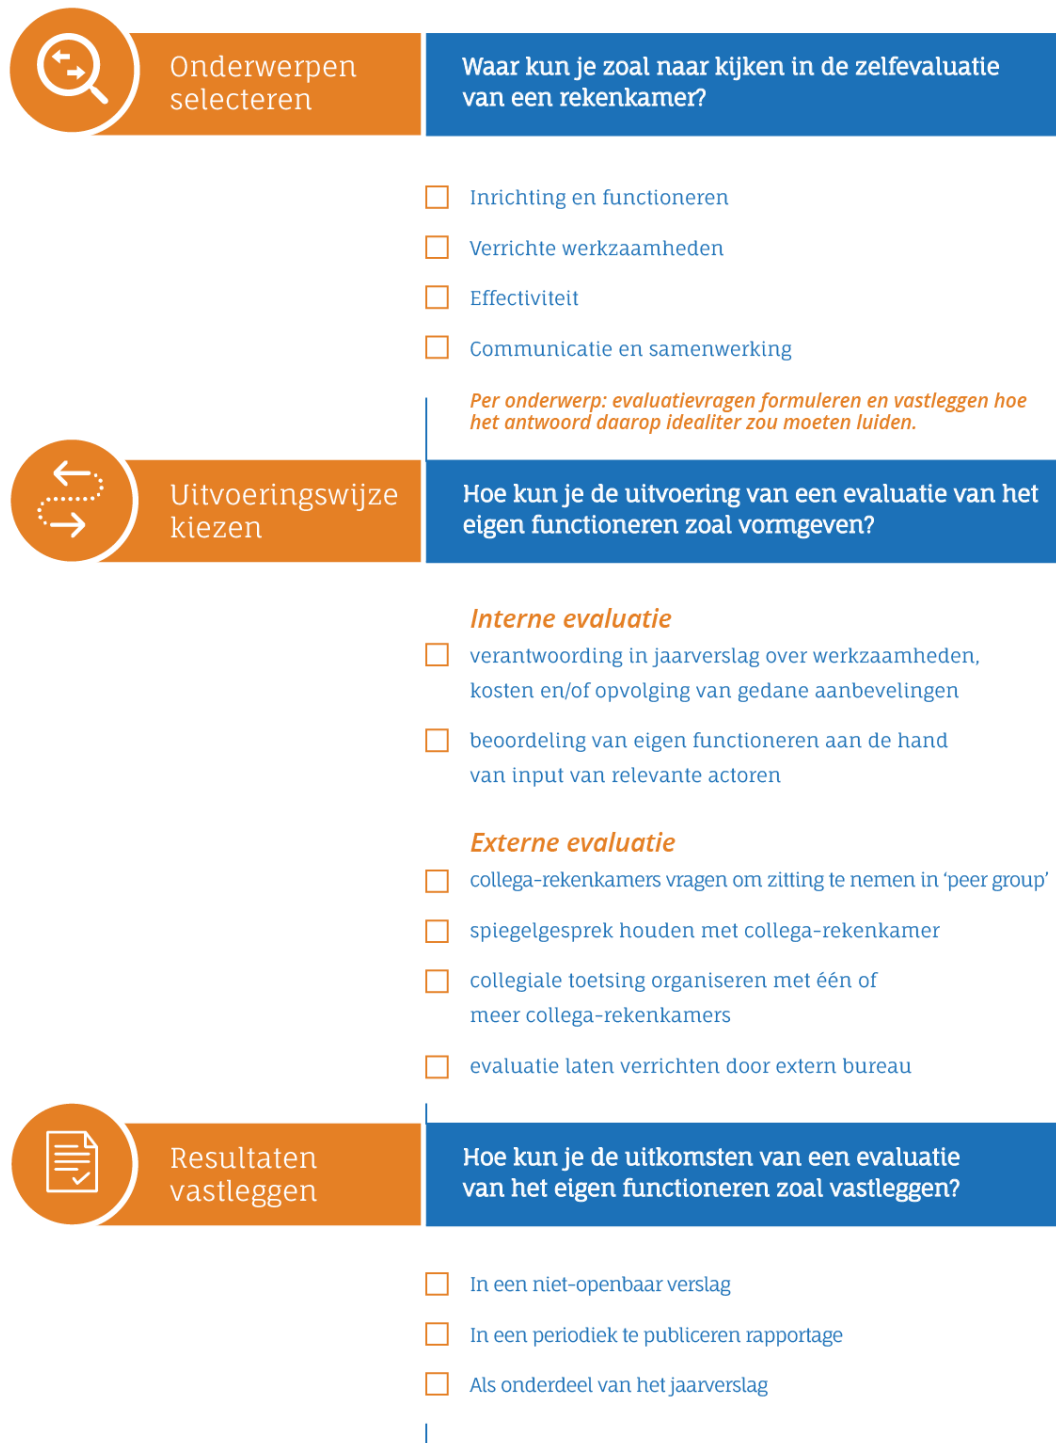 Onderwerpen
selecteren
Waar kun je zoal naar kijken in de zelfevaluatie
van een rekenkamer?
Inrichting en functioneren
Verrichte werkzaamheden
Effectiviteit
Communicatie en samenwerking
Per onderwerp: evaluatievragen formuleren en vastleggen hoe
het antwoord daarop idealiter zou moeten luiden.
Uitvoeringswijze
kiezen
Hoe kun je de uitvoering van een evaluatie van het
eigen functioneren zoal vormgeven?
Interne evaluatie
verantwoording in jaarverslag over werkzaamheden,
kosten en/of opvolging van gedane aanbevelingen
beoordeling van eigen functioneren aan de hand
van input van relevante actoren
Externe evaluatie
collega-rekenkamers vragen om zitting te nemen in ‘peer group’
spiegelgesprek houden met collega-rekenkamer
collegiale toetsing organiseren met één of
meer collega-rekenkamers
evaluatie laten verrichten door extern bureau
Resultaten
vastleggen
Hoe kun je de uitkomsten van een evaluatie
van het eigen functioneren zoal vastleggen?
In een niet-openbaar verslag
In een periodiek te publiceren rapportage
Als onderdeel van het jaarverslag